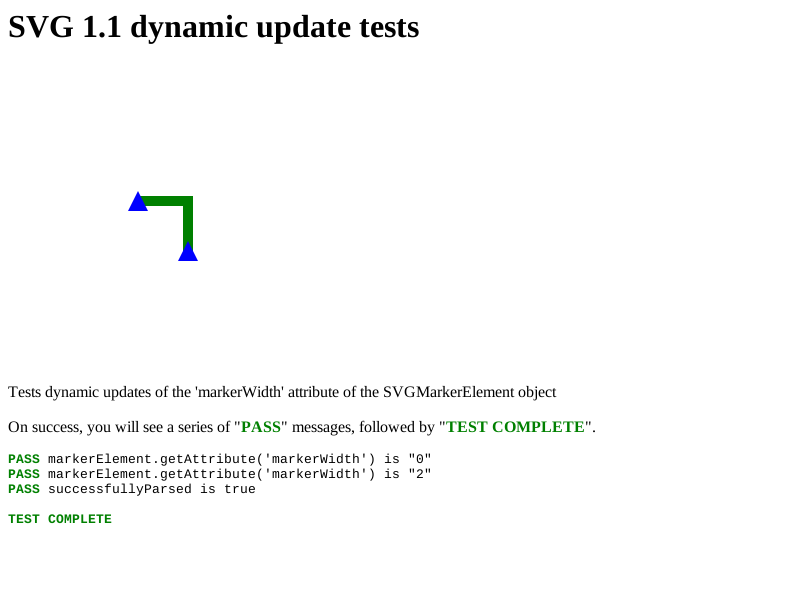 SVG 1.1 dynamic update tests
Tests dynamic updates of the 'markerWidth' attribute of the SVGMarkerElement object
On success, you will see a series of "PASS" messages, followed by "TEST COMPLETE".
PASS markerElement.getAttribute('markerWidth') is "0"
PASS markerElement.getAttribute('markerWidth') is "2"
PASS successfullyParsed is true
TEST COMPLETE